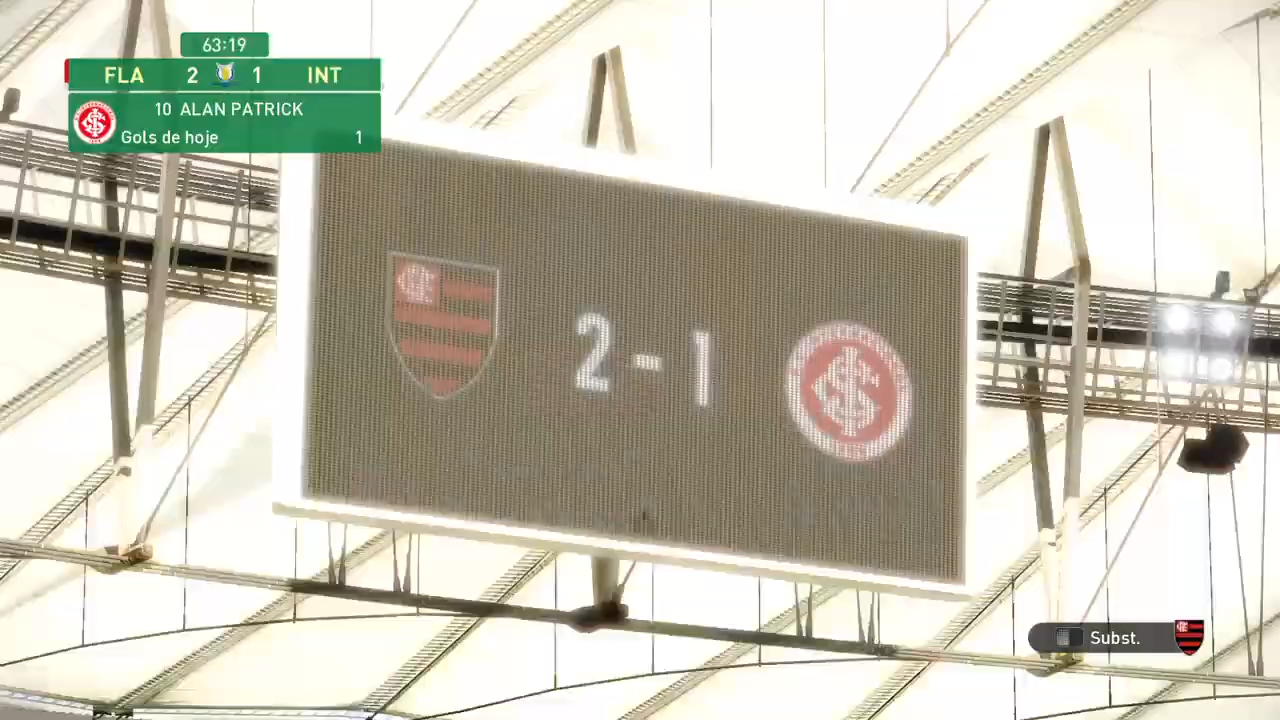 63:19
FLA 2 1 INT
10 ALAN PATRICK
Gols de hoje 1
2 - 1
Subst.